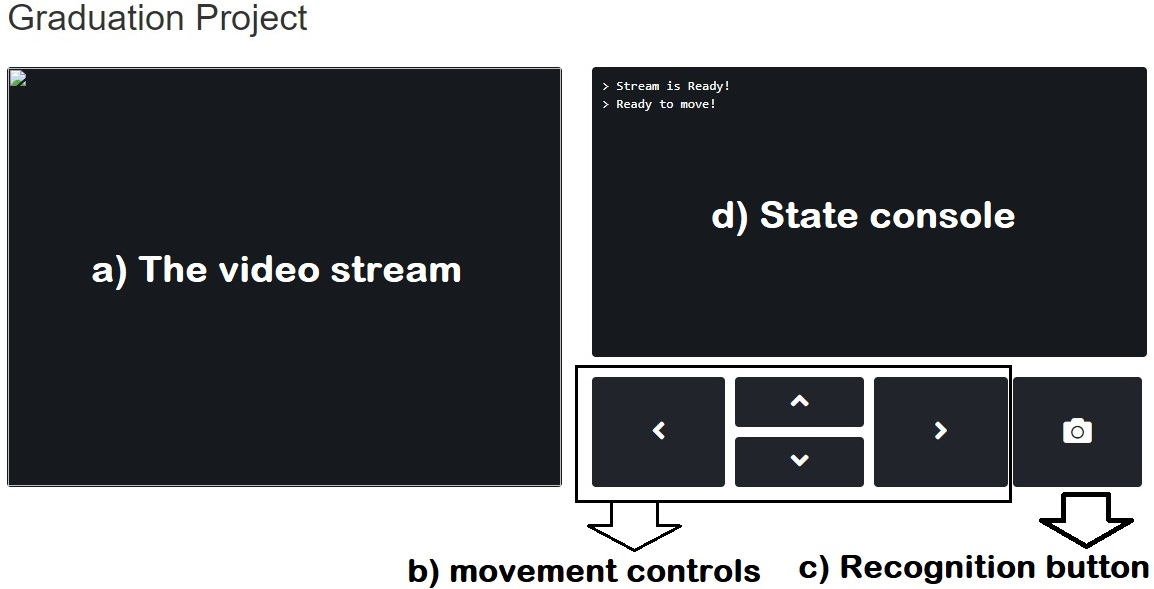 Graduation Project
> Stream is Ready!
> Ready to move!
a) The video stream
d) State console
b) movement controls
c) Recognition button